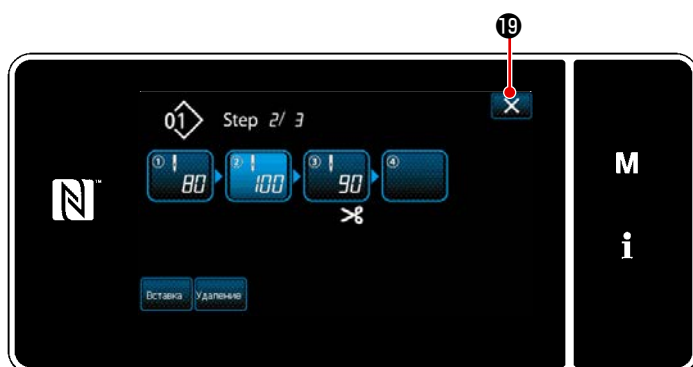 ⓳
01 Step 2/ 3
① 80 ② 100 ③ 90 ④
M
i
Вставка Удаление